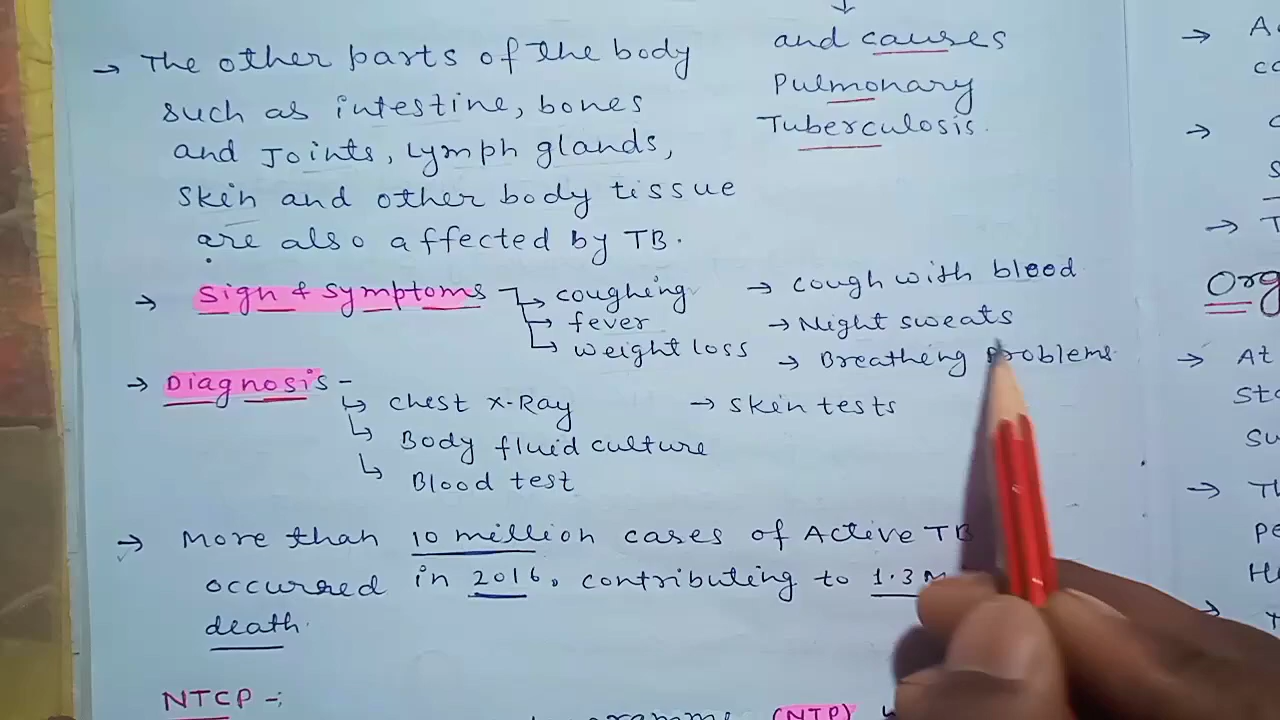 → The other parts of the body
such as intestine, bones
and Joints, Lymph glands,
skin and other body tissue
are also affected by TB.
and causes
Pulmonary
Tuberculosis.
→ Sign & Symptoms → coughing → cough with blood
→ fever → Night sweats
→ weight loss → Breathing problems
→ Diagnosis -
→ chest x-Ray → skin tests
→ Body fluid culture
→ Blood test
→ More than 10 million cases of Active TB
occurred in 2016, contributing to 1.3
death.
NTCP -:
(NTP)
→
→
→ T
Org
→ At
→ Th
→